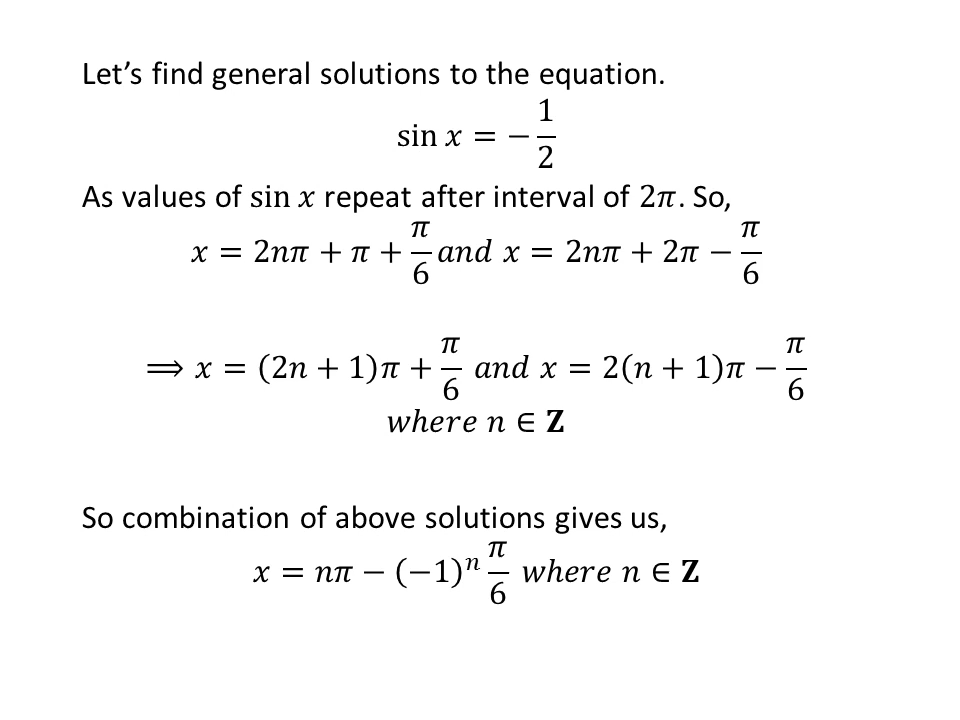 Let’s find general solutions to the equation.
sin 𝑥 = −1/2
As values of sin 𝑥 repeat after interval of 2𝜋. So,
𝑥 = 2𝑛𝜋 + 𝜋 + 𝜋/6 𝑎𝑛𝑑 𝑥 = 2𝑛𝜋 + 2𝜋 − 𝜋/6
⟹ 𝑥 = (2𝑛 + 1)𝜋 + 𝜋/6 𝑎𝑛𝑑 𝑥 = 2(𝑛 + 1)𝜋 − 𝜋/6
𝑤ℎ𝑒𝑟𝑒 𝑛 ∈ 𝐙
So combination of above solutions gives us,
𝑥 = 𝑛𝜋 − (−1)^𝑛 𝜋/6 𝑤ℎ𝑒𝑟𝑒 𝑛 ∈ 𝐙